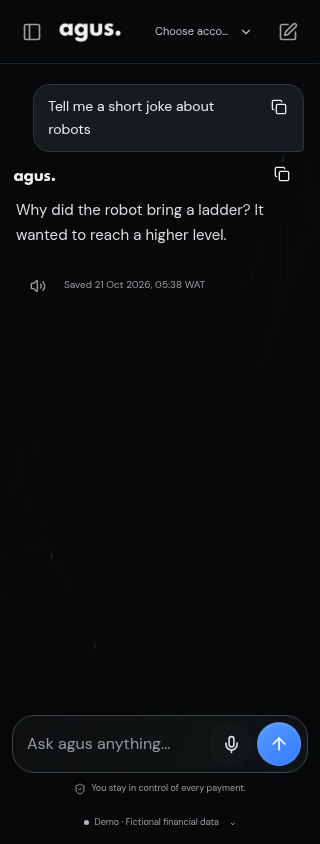 agus.
Choose acco...
Tell me a short joke about
robots
agus.
Why did the robot bring a ladder? It
wanted to reach a higher level.
Saved 21 Oct 2026, 05:38 WAT
Ask agus anything...
You stay in control of every payment.
Demo · Fictional financial data